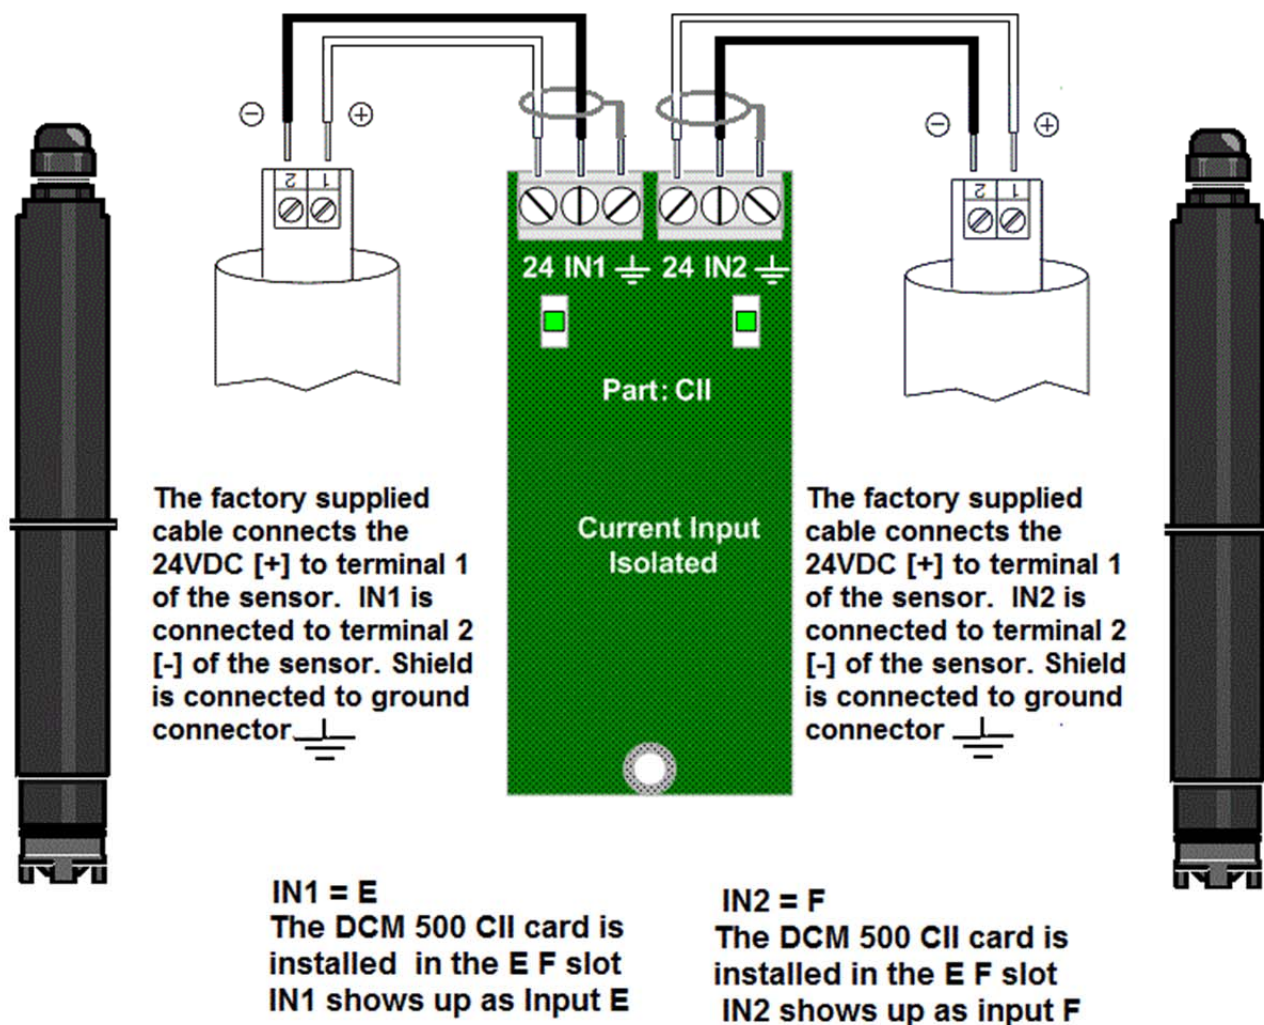 ⊖ ⊕
⊖ ⊕
2 1
2 1
24 IN1 24 IN2
Part: CII
Current Input
Isolated
The factory supplied
cable connects the
24VDC [+] to terminal 1
of the sensor. IN1 is
connected to terminal 2
[-] of the sensor. Shield
is connected to ground
connector
The factory supplied
cable connects the
24VDC [+] to terminal 1
of the sensor. IN2 is
connected to terminal 2
[-] of the sensor. Shield
is connected to ground
connector
IN1 = E
The DCM 500 CII card is
installed in the E F slot
IN1 shows up as Input E
IN2 = F
The DCM 500 CII card is
installed in the E F slot
IN2 shows up as input F